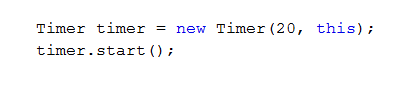 Timer timer = new Timer(20, this);
timer.start();